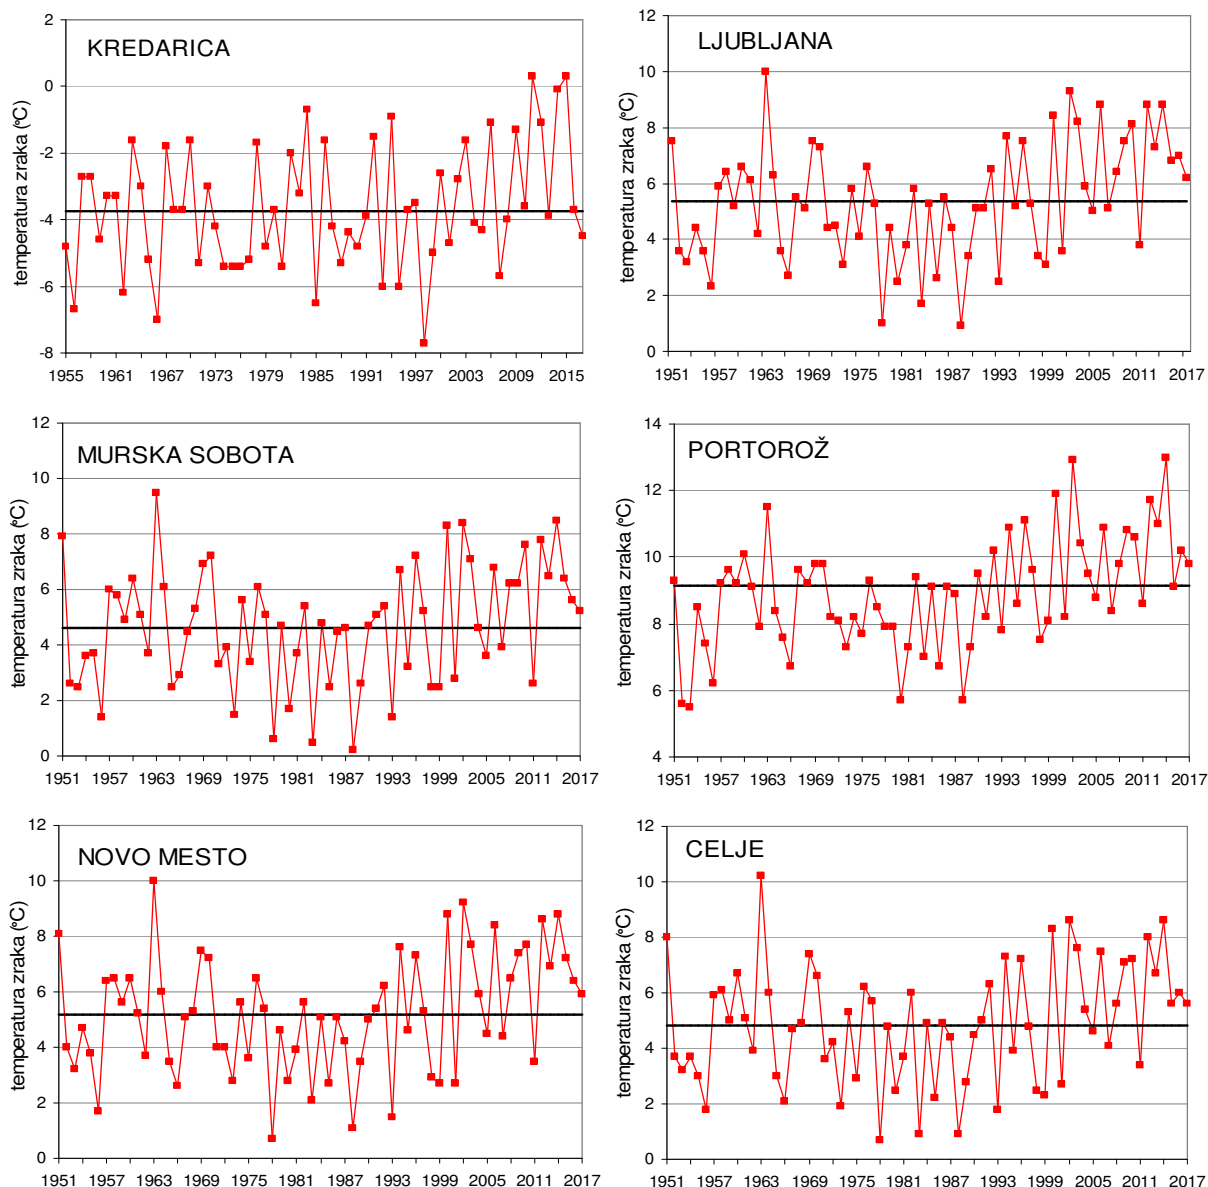 KREDARICA
temperatura zraka (°C)
2
0
-2
-4
-6
-8
1955 1961 1967 1973 1979 1985 1991 1997 2003 2009 2015
LJUBLJANA
temperatura zraka (°C)
12
10
8
6
4
2
0
1951 1957 1963 1969 1975 1981 1987 1993 1999 2005 2011 2017
MURSKA SOBOTA
temperatura zraka (°C)
12
10
8
6
4
2
0
1951 1957 1963 1969 1975 1981 1987 1993 1999 2005 2011 2017
PORTOROŽ
temperatura zraka (°C)
14
12
10
8
6
4
1951 1957 1963 1969 1975 1981 1987 1993 1999 2005 2011 2017
NOVO MESTO
temperatura zraka (°C)
12
10
8
6
4
2
0
1951 1957 1963 1969 1975 1981 1987 1993 1999 2005 2011 2017
CELJE
temperatura zraka (°C)
12
10
8
6
4
2
0
1951 1957 1963 1969 1975 1981 1987 1993 1999 2005 2011 2017